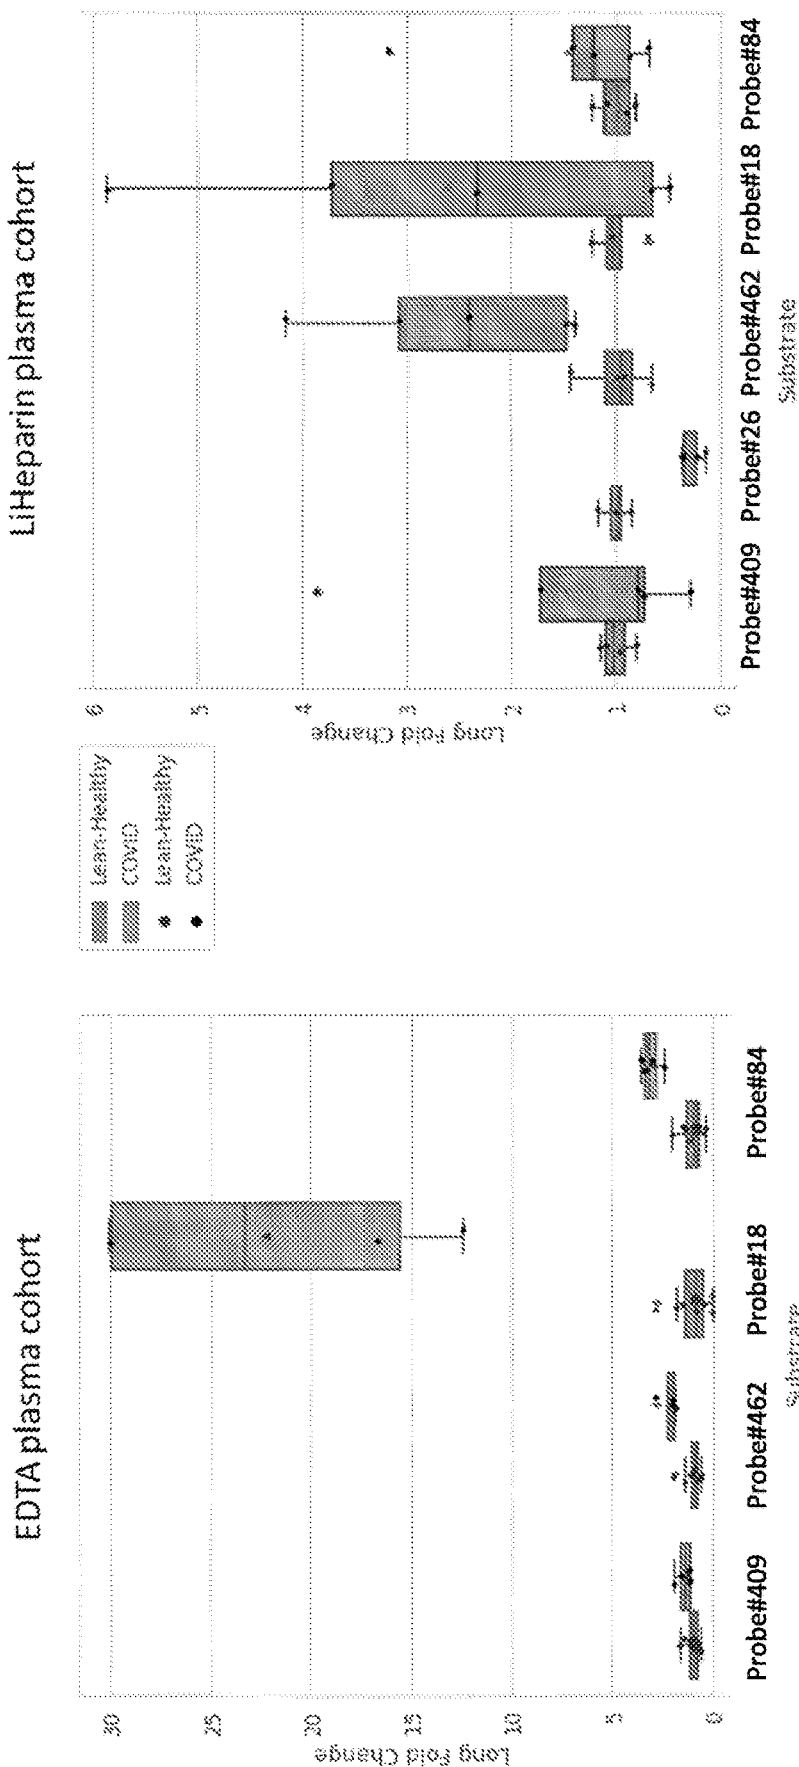 EDTA plasma cohort
30
25
20
15
10
5
0
Long Fold Change
Probe#409 Probe#462 Probe#18 Probe#84
Substrate
Lean-Healthy
COVID
Lean-Healthy
COVID
LiHeparin plasma cohort
6
5
4
3
2
1
0
Long Fold Change
Probe#409 Probe#26 Probe#462 Probe#18 Probe#84
Substrate